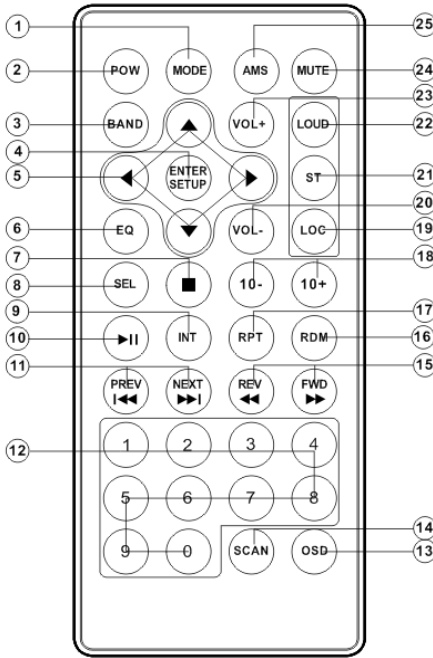 1
25
2
POW
MODE
AMS
MUTE
24
23
3
BAND
VOL+
LOUD
22
4
ENTER
SETUP
5
ST
21
20
6
EQ
VOL-
LOC
19
7
18
8
SEL
10-
10+
9
17
10
INT
RPT
RDM
16
11
15
PREV
NEXT
REV
FWD
1
2
3
4
12
5
6
7
8
14
9
0
SCAN
OSD
13